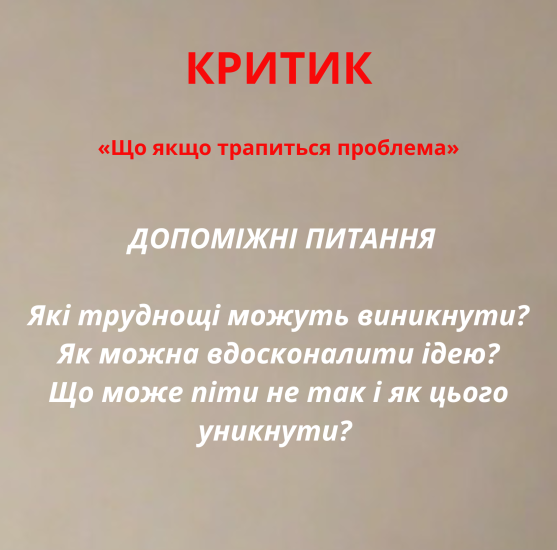 КРИТИК
«Що якщо трапиться проблема»
ДОПОМІЖНІ ПИТАННЯ
Які труднощі можуть виникнути?
Як можна вдосконалити ідею?
Що може піти не так і як цього
уникнути?